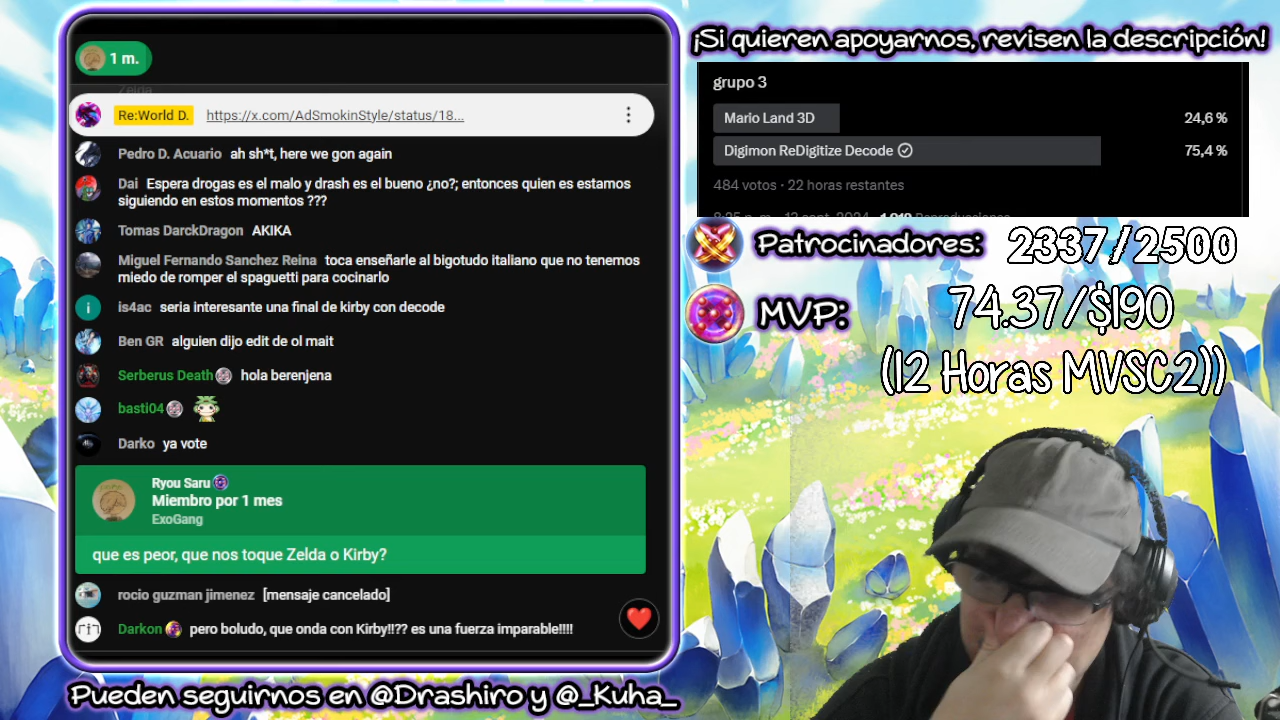 ¡Si quieren apoyarnos, revisen la descripción!
1 m.
Zelda
Re:World D. https://x.com/AdSmokinStyle/status/18...
Pedro D. Acuario ah sh*t, here we gon again
Dai Espera drogas es el malo y drash es el bueno ¿no?; entonces quien es estamos
siguiendo en estos momentos ???
Tomas DarckDragon AKIKA
Miguel Fernando Sanchez Reina toca enseñarle al bigotudo italiano que no tenemos
miedo de romper el spaguetti para cocinarlo
is4ac seria interesante una final de kirby con decode
Ben GR alguien dijo edit de ol mait
Serberus Death hola berenjena
basti04
Darko ya vote
Ryou Saru
Miembro por 1 mes
ExoGang
que es peor, que nos toque Zelda o Kirby?
rocio guzman jimenez [mensaje cancelado]
Darkon pero boludo, que onda con Kirby!!?? es una fuerza imparable!!!!
Pueden seguirnos en @Drashiro y @_Kuha_
grupo 3
Mario Land 3D 24,6 %
Digimon ReDigitize Decode 75,4 %
484 votos · 22 horas restantes
Patrocinadores: 2337/2500
MVP: 74.37/$190
(12 Horas MVSC2))